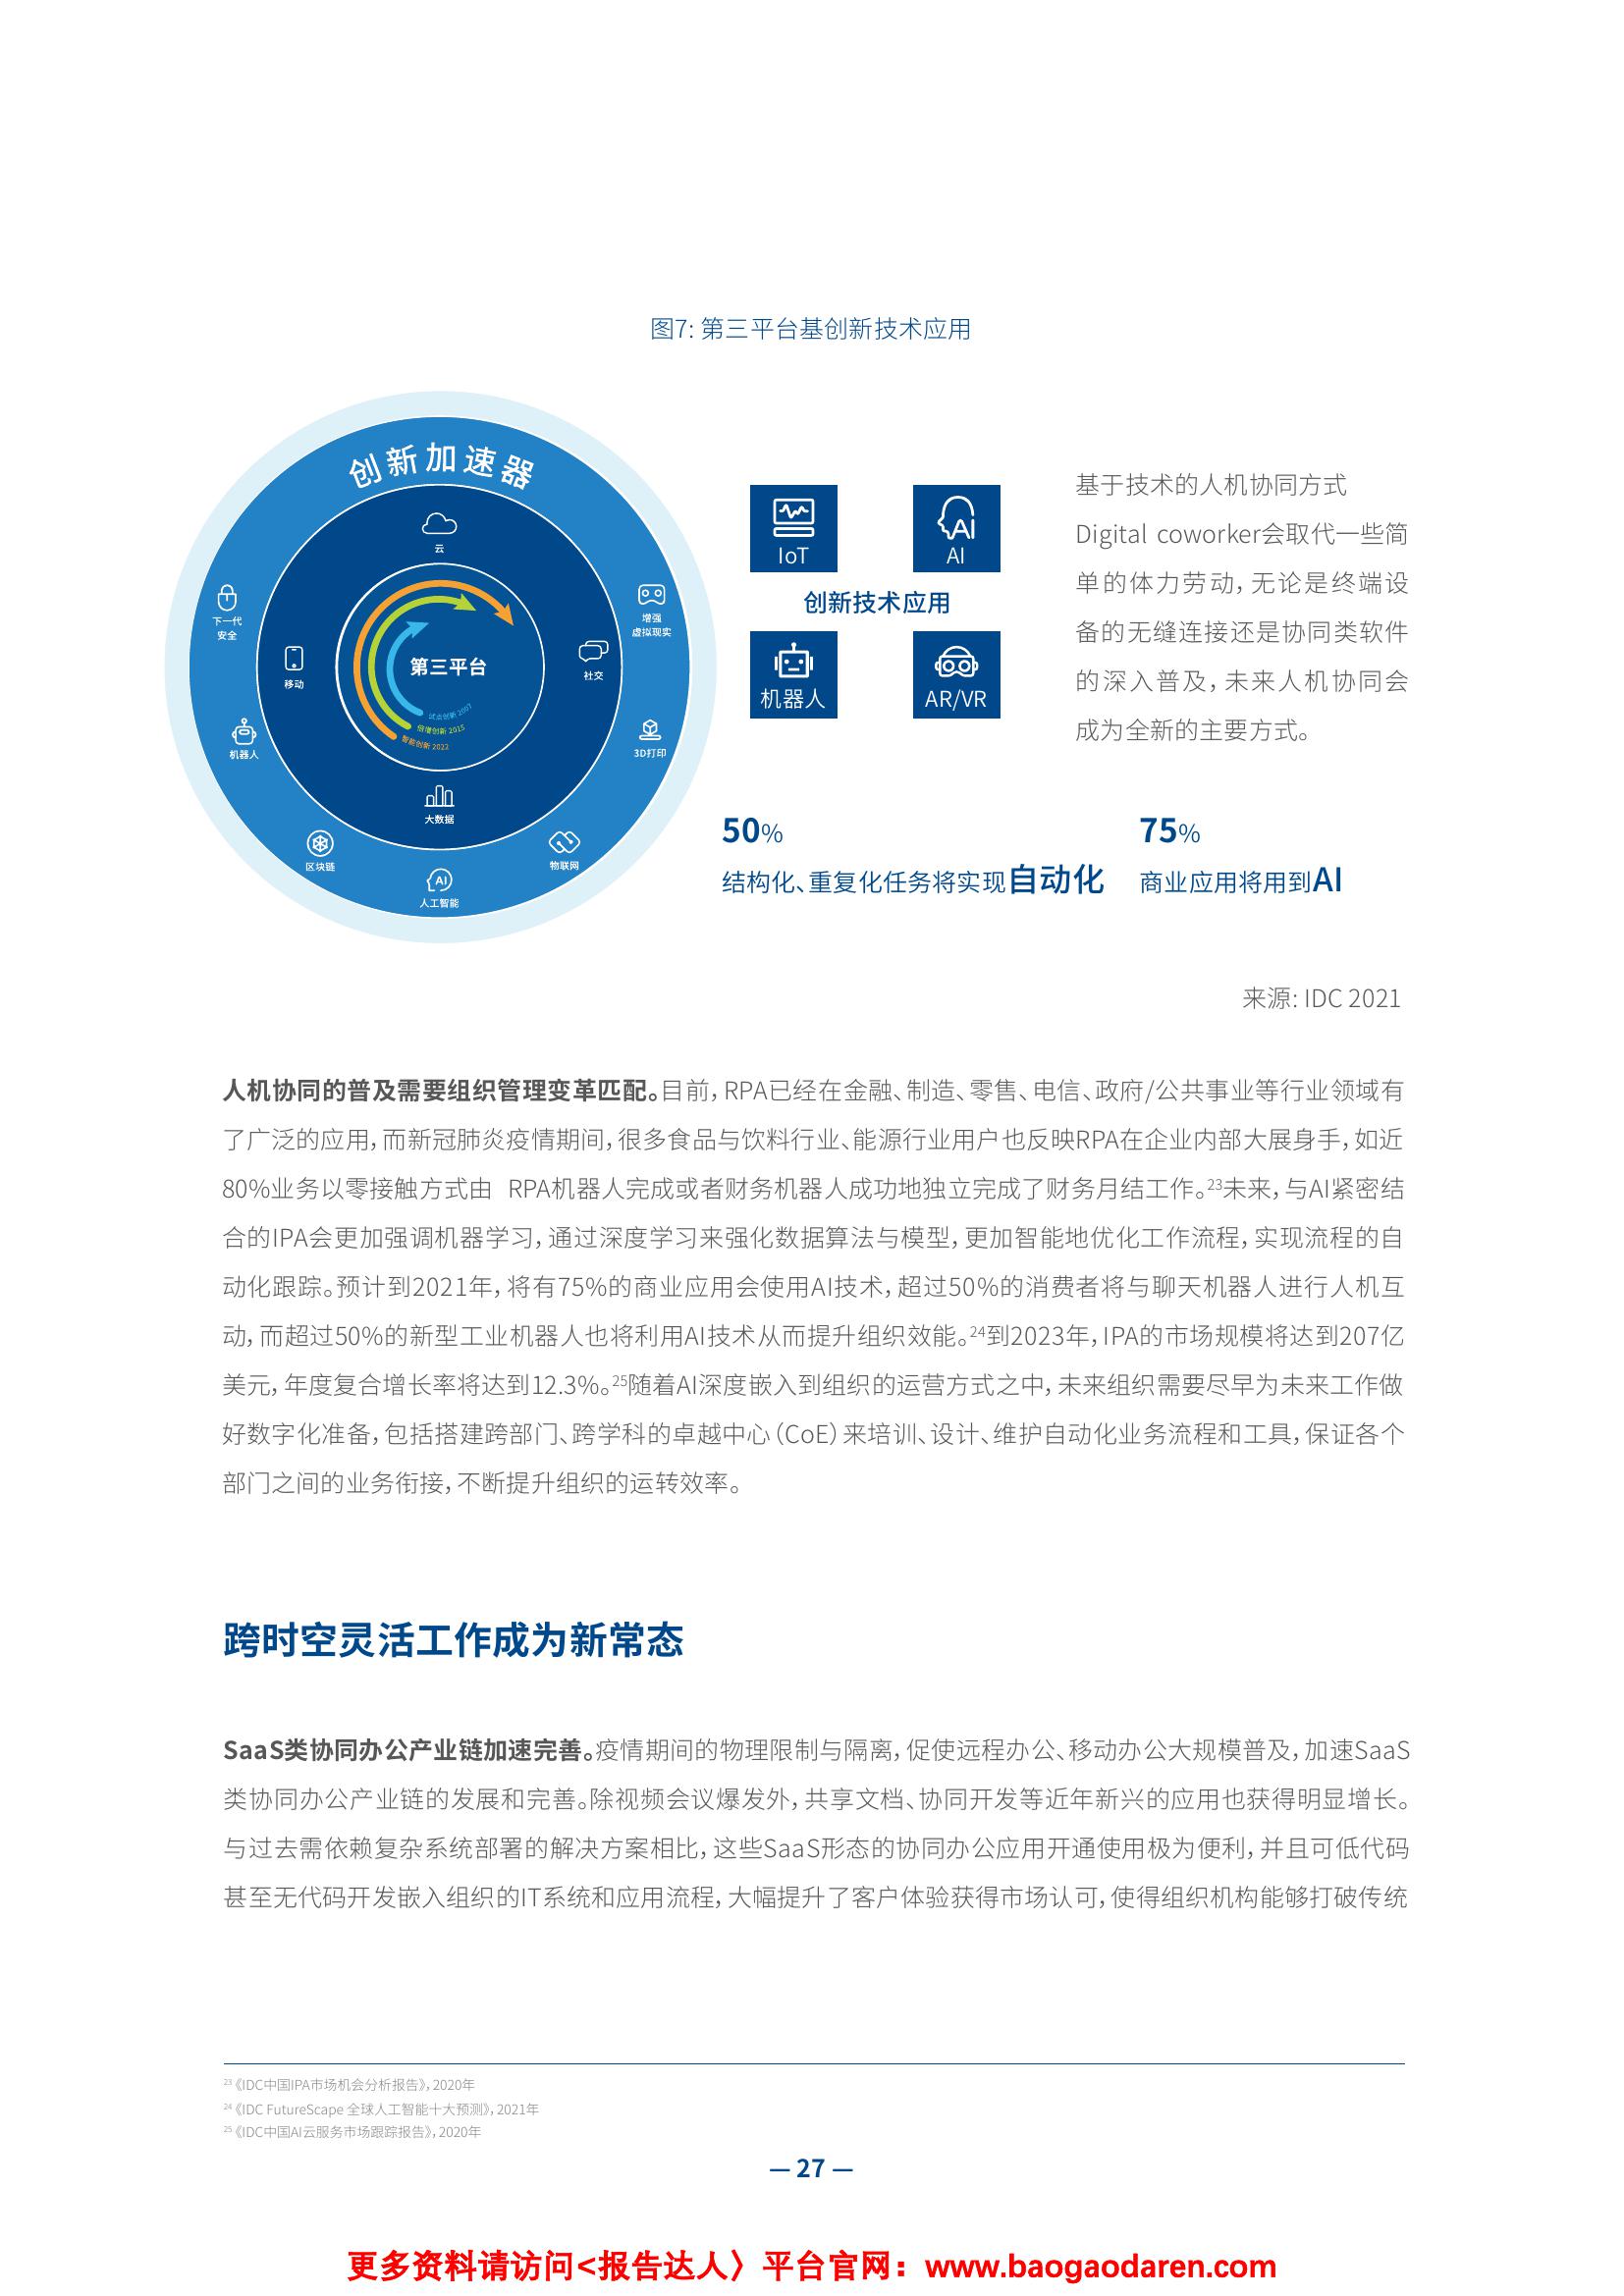 图7: 第三平台基创新技术应用
创新加速器
云
下一代
安全
增强
虚拟现实
移动
第三平台
社交
试点创新 2007
倍增创新 2015
智能创新 2022
机器人
3D打印
大数据
区块链
物联网
AI
人工智能
IoT
AI
AI
创新技术应用
机器人
AR/VR
基于技术的人机协同方式
Digital coworker会取代一些简
单的体力劳动，无论是终端设
备的无缝连接还是协同类软件
的深入普及，未来人机协同会
成为全新的主要方式。
50%
结构化、重复化任务将实现自动化
75%
商业应用将用到AI
来源: IDC 2021
人机协同的普及需要组织管理变革匹配。目前，RPA已经在金融、制造、零售、电信、政府/公共事业等行业领域有
了广泛的应用，而新冠肺炎疫情期间，很多食品与饮料行业、能源行业用户也反映RPA在企业内部大展身手，如近
80%业务以零接触方式由 RPA机器人完成或者财务机器人成功地独立完成了财务月结工作。23未来，与AI紧密结
合的IPA会更加强调机器学习，通过深度学习来强化数据算法与模型，更加智能地优化工作流程，实现流程的自
动化跟踪。预计到2021年，将有75%的商业应用会使用AI技术，超过50%的消费者将与聊天机器人进行人机互
动，而超过50%的新型工业机器人也将利用AI技术从而提升组织效能。24到2023年，IPA的市场规模将达到207亿
美元，年度复合增长率将达到12.3%。25随着AI深度嵌入到组织的运营方式之中，未来组织需要尽早为未来工作做
好数字化准备，包括搭建跨部门、跨学科的卓越中心（CoE）来培训、设计、维护自动化业务流程和工具，保证各个
部门之间的业务衔接，不断提升组织的运转效率。
跨时空灵活工作成为新常态
SaaS类协同办公产业链加速完善。疫情期间的物理限制与隔离，促使远程办公、移动办公大规模普及，加速SaaS
类协同办公产业链的发展和完善。除视频会议爆发外，共享文档、协同开发等近年新兴的应用也获得明显增长。
与过去需依赖复杂系统部署的解决方案相比，这些SaaS形态的协同办公应用开通使用极为便利，并且可低代码
甚至无代码开发嵌入组织的IT系统和应用流程，大幅提升了客户体验获得市场认可，使得组织机构能够打破传统
23《IDC中国IPA市场机会分析报告》，2020年
24《IDC FutureScape 全球人工智能十大预测》，2021年
25《IDC中国AI云服务市场跟踪报告》，2020年
— 27 —
更多资料请访问<报告达人〉平台官网：www.baogaodaren.com